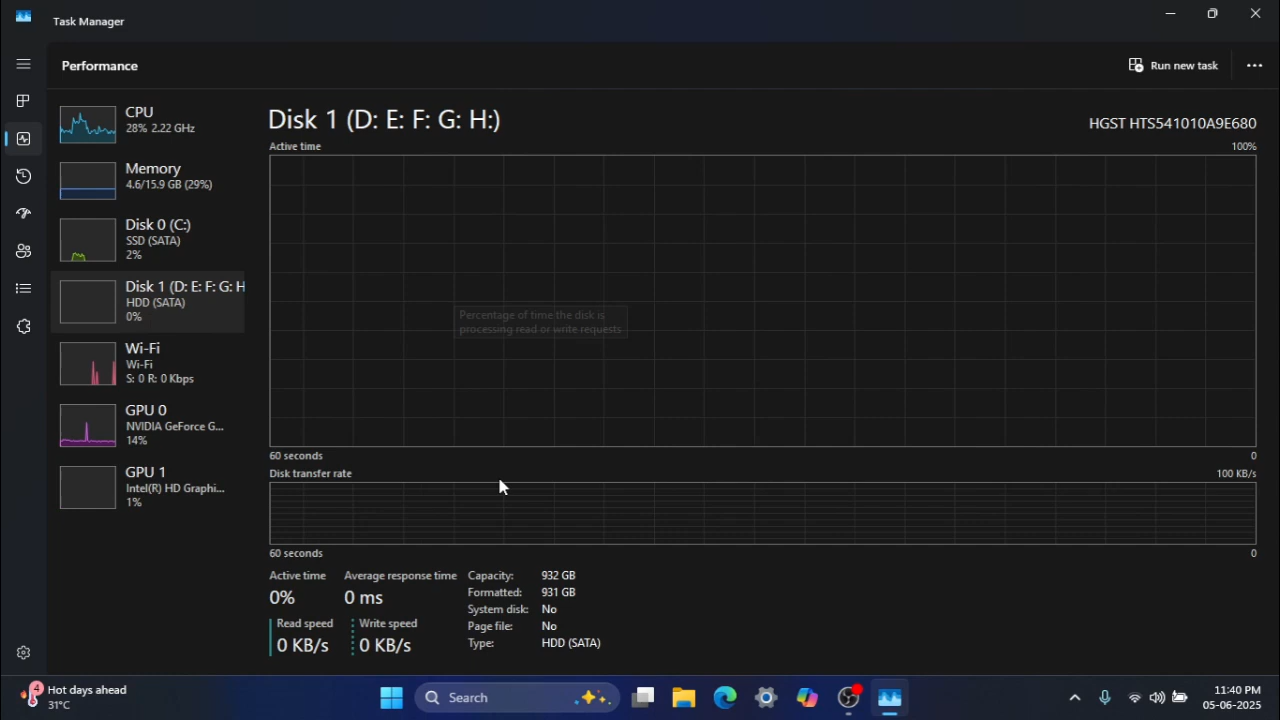 Task Manager
Performance
Run new task
CPU
28% 2.22 GHz
Memory
4.6/15.9 GB (29%)
Disk 0 (C:)
SSD (SATA)
2%
Disk 1 (D: E: F: G: H
HDD (SATA)
0%
Wi-Fi
Wi-Fi
S: 0 R: 0 Kbps
GPU 0
NVIDIA GeForce G...
14%
GPU 1
Intel(R) HD Graphi...
1%
Disk 1 (D: E: F: G: H:)
HGST HTS541010A9E680
Active time
100%
Percentage of time the disk is
processing read or write requests
60 seconds
0
Disk transfer rate
100 KB/s
60 seconds
0
Active time
0%
Average response time
0 ms
Read speed
0 KB/s
Write speed
0 KB/s
Capacity: 932 GB
Formatted: 931 GB
System disk: No
Page file: No
Type: HDD (SATA)
4
Hot days ahead
31°C
Search
11:40 PM
05-06-2025